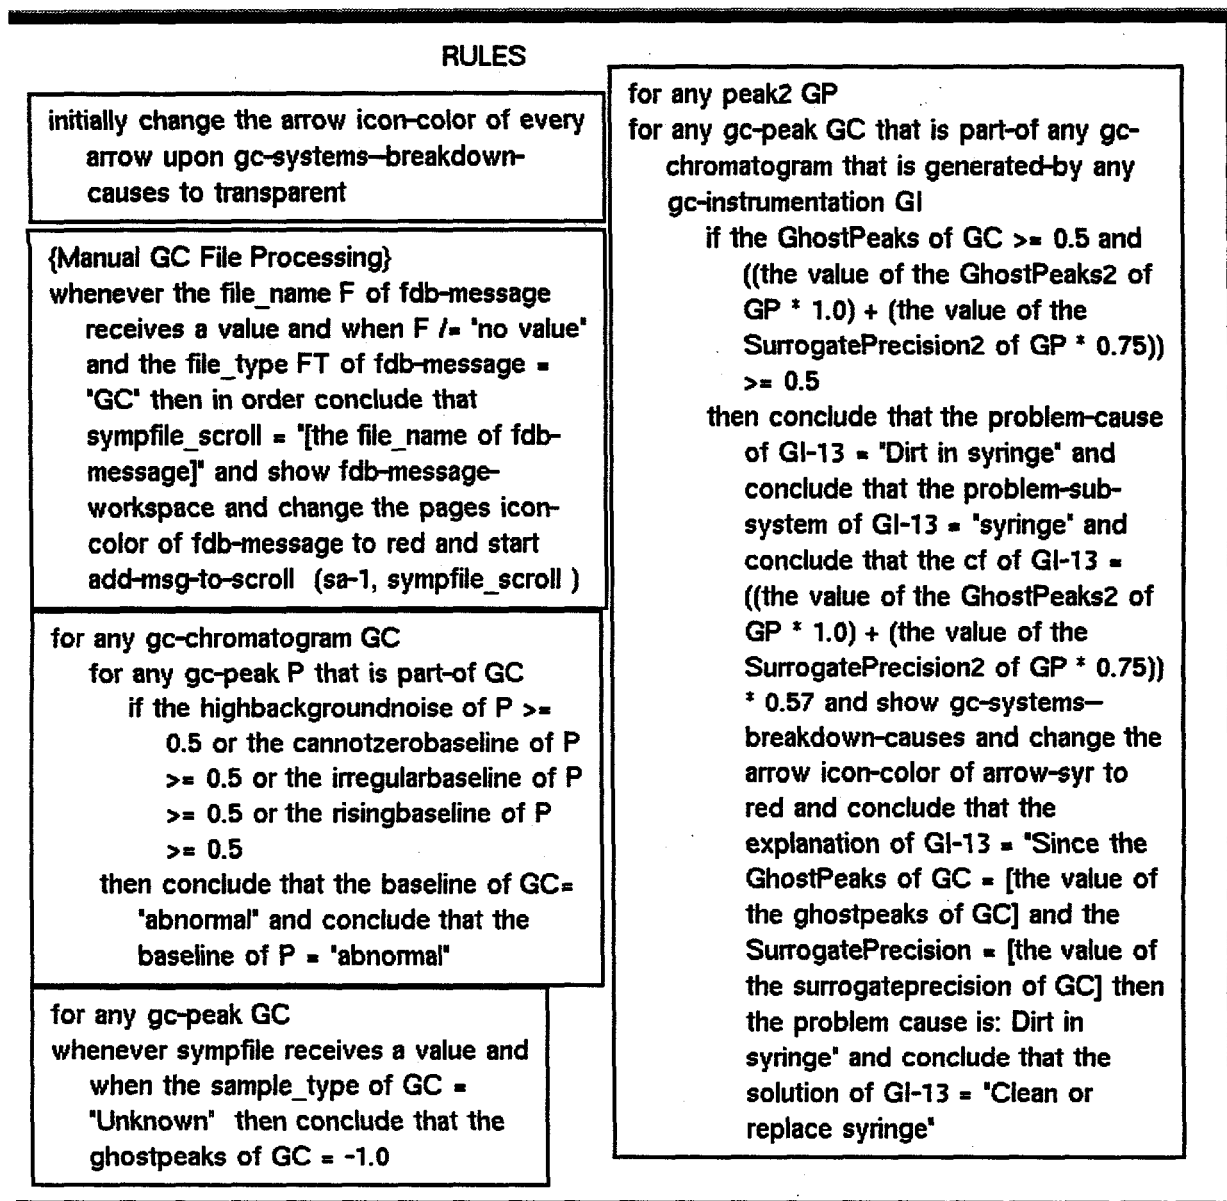 RULES
initially change the arrow icon-color of every
arrow upon gc-systems—breakdown-
causes to transparent
{Manual GC File Processing}
whenever the file_name F of fdb-message
receives a value and when F /= "no value"
and the file_type FT of fdb-message =
"GC" then in order conclude that
sympfile_scroll = "[the file_name of fdb-
message]" and show fdb-message-
workspace and change the pages icon-
color of fdb-message to red and start
add-msg-to-scroll (sa-1, sympfile_scroll )
for any gc-chromatogram GC
for any gc-peak P that is part-of GC
if the highbackgroundnoise of P >=
0.5 or the cannotzerobaseline of P
>= 0.5 or the irregularbaseline of P
>= 0.5 or the risingbaseline of P
>= 0.5
then conclude that the baseline of GC=
"abnormal" and conclude that the
baseline of P = "abnormal"
for any gc-peak GC
whenever sympfile receives a value and
when the sample_type of GC =
"Unknown" then conclude that the
ghostpeaks of GC = -1.0
for any peak2 GP
for any gc-peak GC that is part-of any gc-
chromatogram that is generated-by any
gc-instrumentation GI
if the GhostPeaks of GC >= 0.5 and
((the value of the GhostPeaks2 of
GP * 1.0) + (the value of the
SurrogatePrecision2 of GP * 0.75))
>= 0.5
then conclude that the problem-cause
of GI-13 = "Dirt in syringe" and
conclude that the problem-sub-
system of GI-13 = "syringe" and
conclude that the cf of GI-13 =
((the value of the GhostPeaks2 of
GP * 1.0) + (the value of the
SurrogatePrecision2 of GP * 0.75))
* 0.57 and show gc-systems—
breakdown-causes and change the
arrow icon-color of arrow-syr to
red and conclude that the
explanation of GI-13 = "Since the
GhostPeaks of GC = [the value of
the ghostpeaks of GC] and the
SurrogatePrecision = [the value of
the surrogateprecision of GC] then
the problem cause is: Dirt in
syringe" and conclude that the
solution of GI-13 = "Clean or
replace syringe"